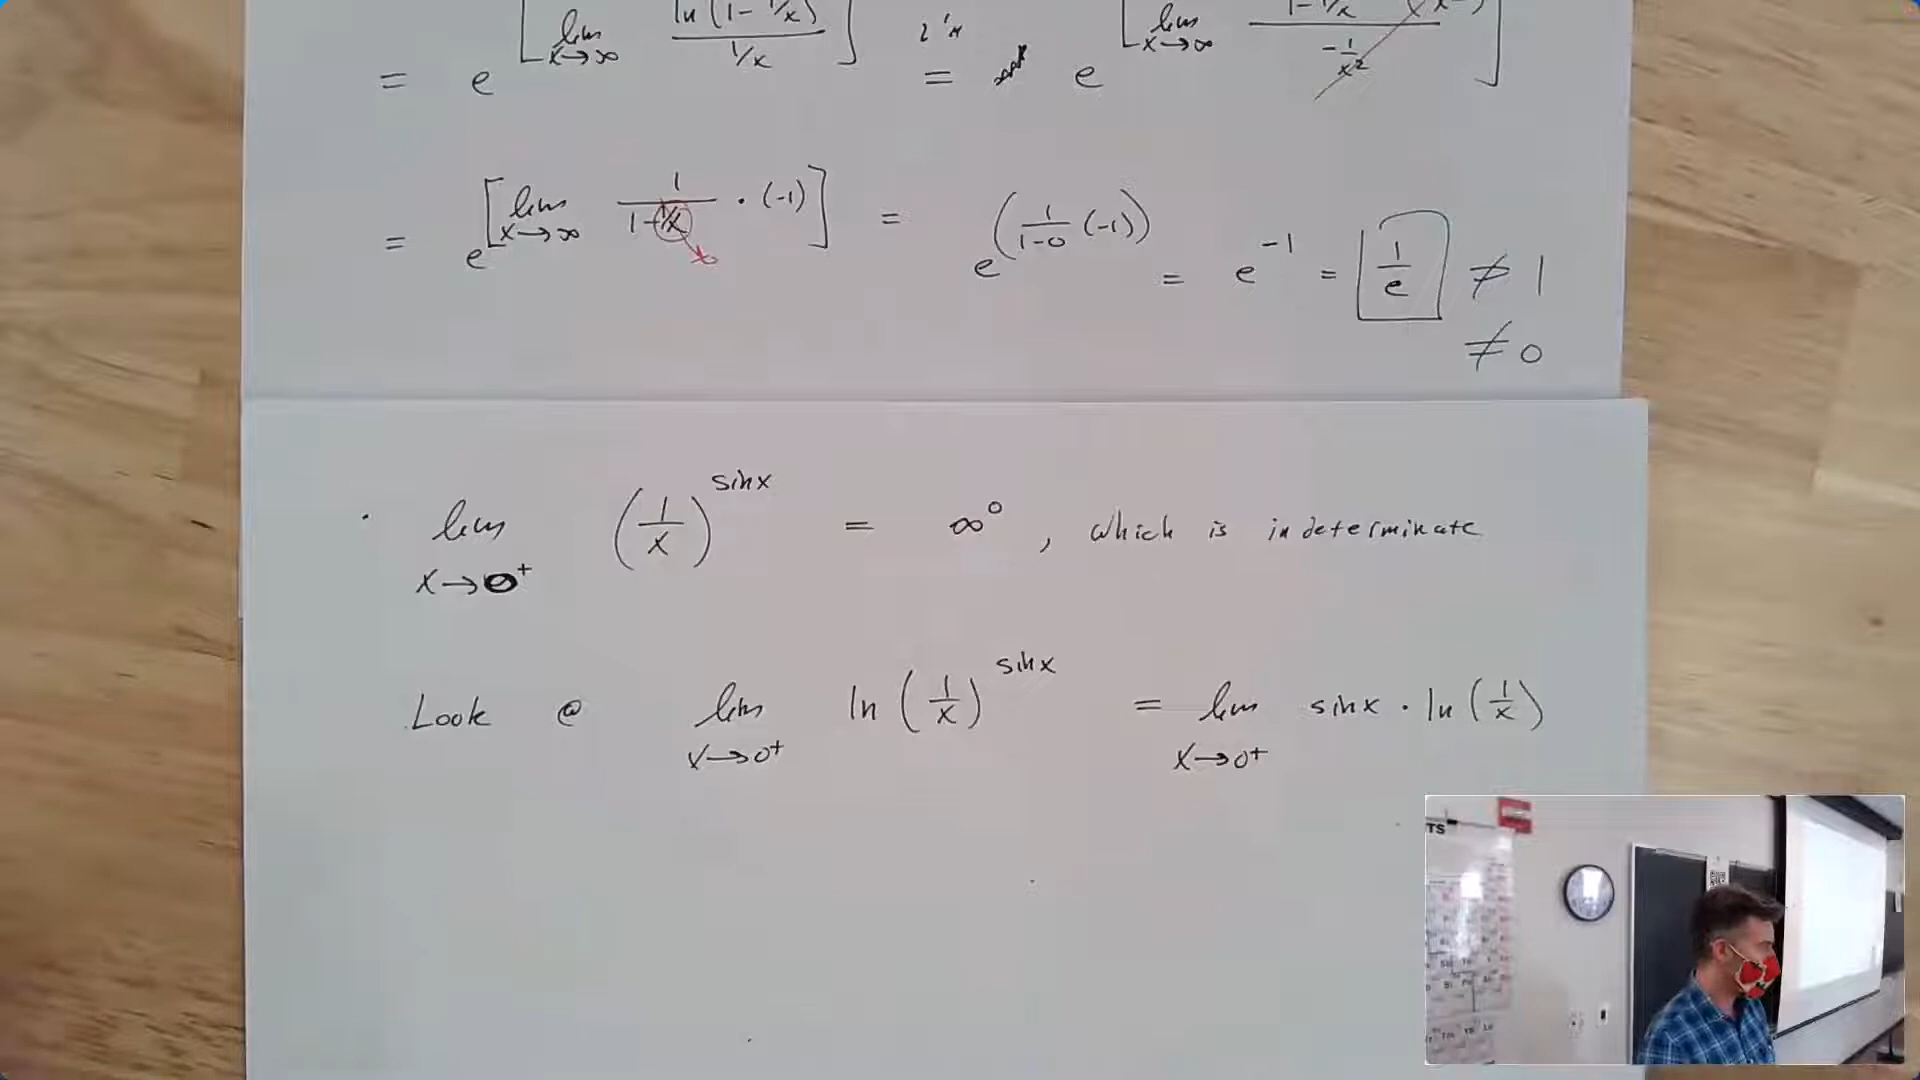 = e^[lim x→∞ ln(1-1/x) / 1/x] L'H = e^[lim x→∞ 1-1/x / -1/x²]
= e^[lim x→∞ 1/(1-1/x) · (-1)] = e^(1/(1-0) (-1)) = e^-1 = 1/e ≠ 1
≠ 0
· lim x→0⁺ (1/x)^sinx = ∞⁰, which is indeterminate
Look @ lim x→0⁺ ln(1/x)^sinx = lim x→0⁺ sinx · ln(1/x)
TS